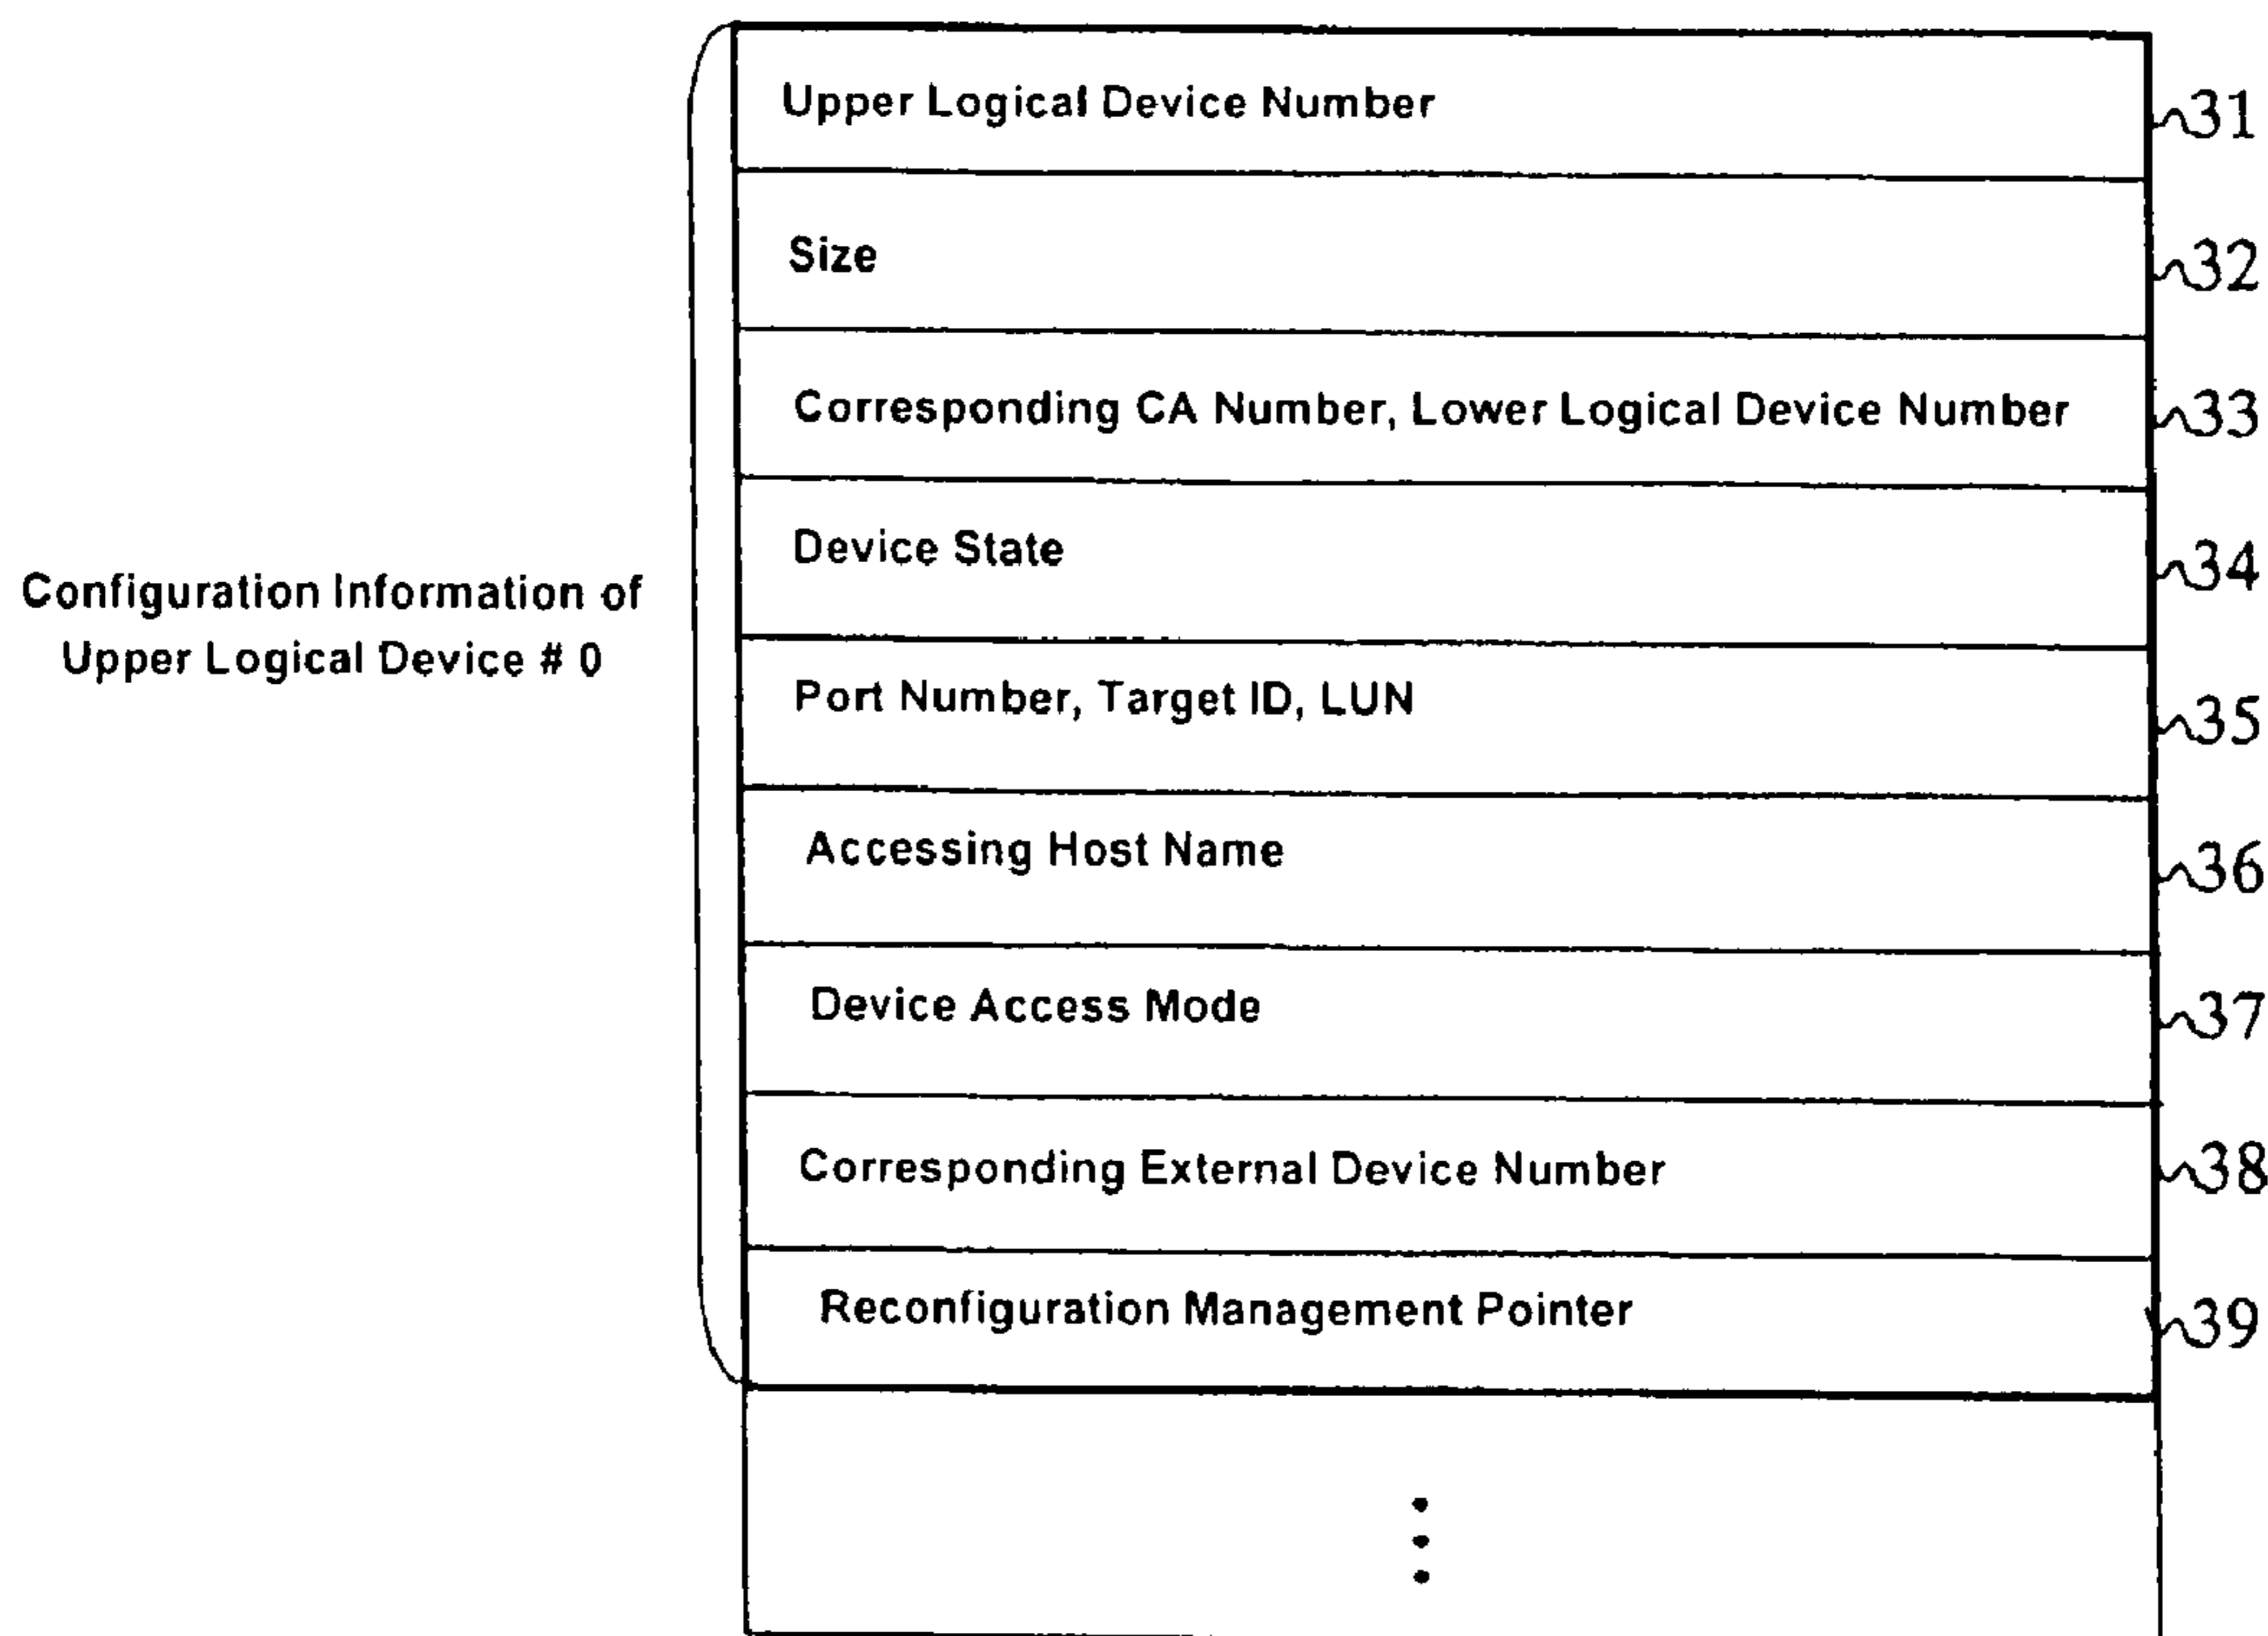 Upper Logical Device Number
31
Size
32
Corresponding CA Number, Lower Logical Device Number
33
Device State
34
Configuration Information of
Upper Logical Device # 0
Port Number, Target ID, LUN
35
Accessing Host Name
36
Device Access Mode
37
Corresponding External Device Number
38
Reconfiguration Management Pointer
39